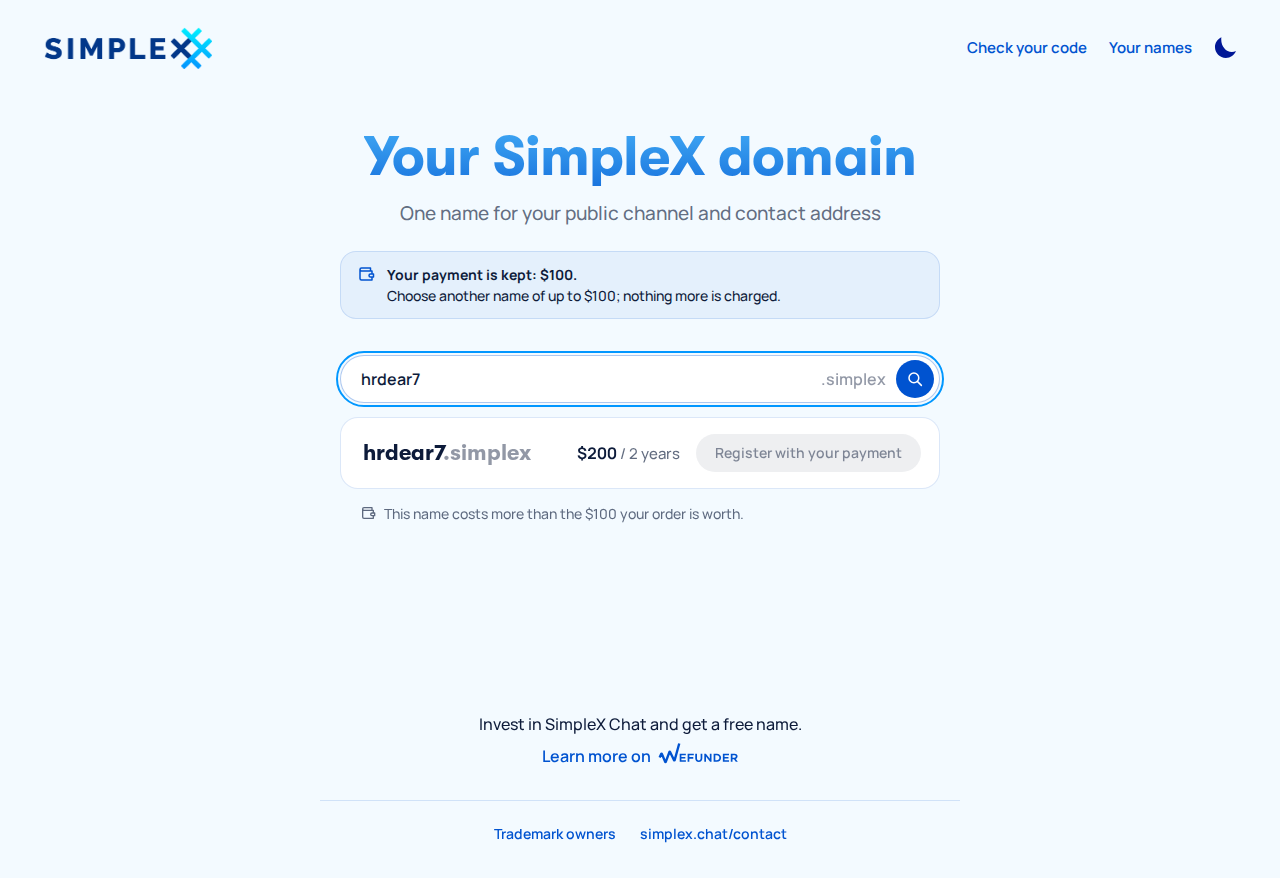 SIMPLEX
Check your code
Your names
Your SimpleX domain
One name for your public channel and contact address
Your payment is kept: $100.
Choose another name of up to $100; nothing more is charged.
hrdear7
.simplex
hrdear7.simplex
$200 / 2 years
Register with your payment
This name costs more than the $100 your order is worth.
Invest in SimpleX Chat and get a free name.
Learn more on WEFUNDER
Trademark owners
simplex.chat/contact